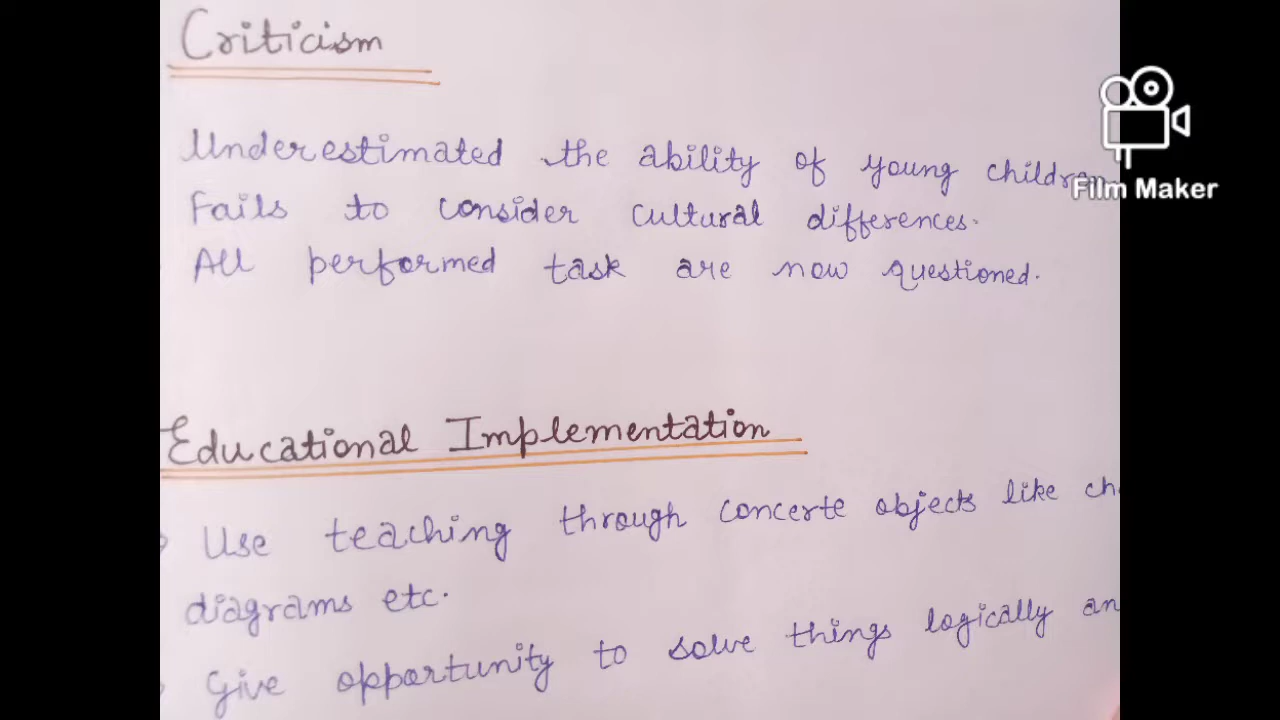 Criticism
Underestimated the ability of young children.
Fails to consider cultural differences.
All performed task are now questioned.
Film Maker
Educational Implementation
Use teaching through concerte objects like
diagrams etc.
Give opportunity to solve things logically